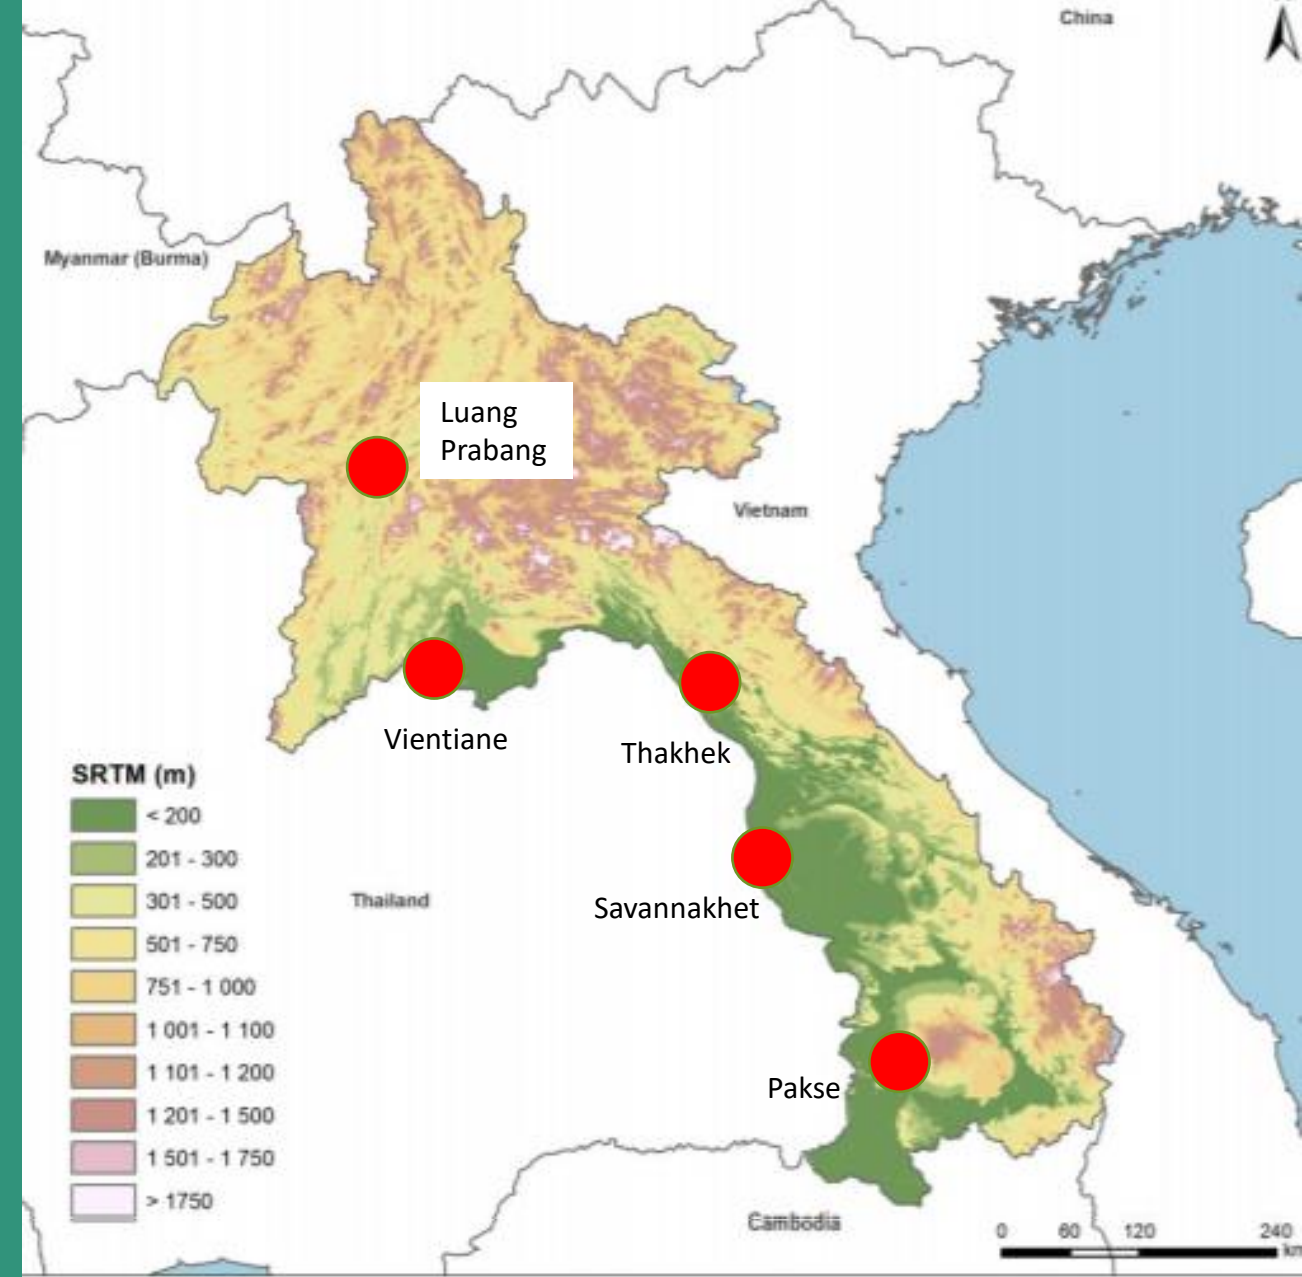 China
Myanmar (Burma)
Luang
Prabang
Vietnam
Vientiane
Thakhek
SRTM (m)
< 200
201 - 300
301 - 500
501 - 750
751 - 1 000
1 001 - 1 100
1 101 - 1 200
1 201 - 1 500
1 501 - 1 750
> 1750
Thailand
Savannakhet
Pakse
Cambodia
0 60 120 240
km